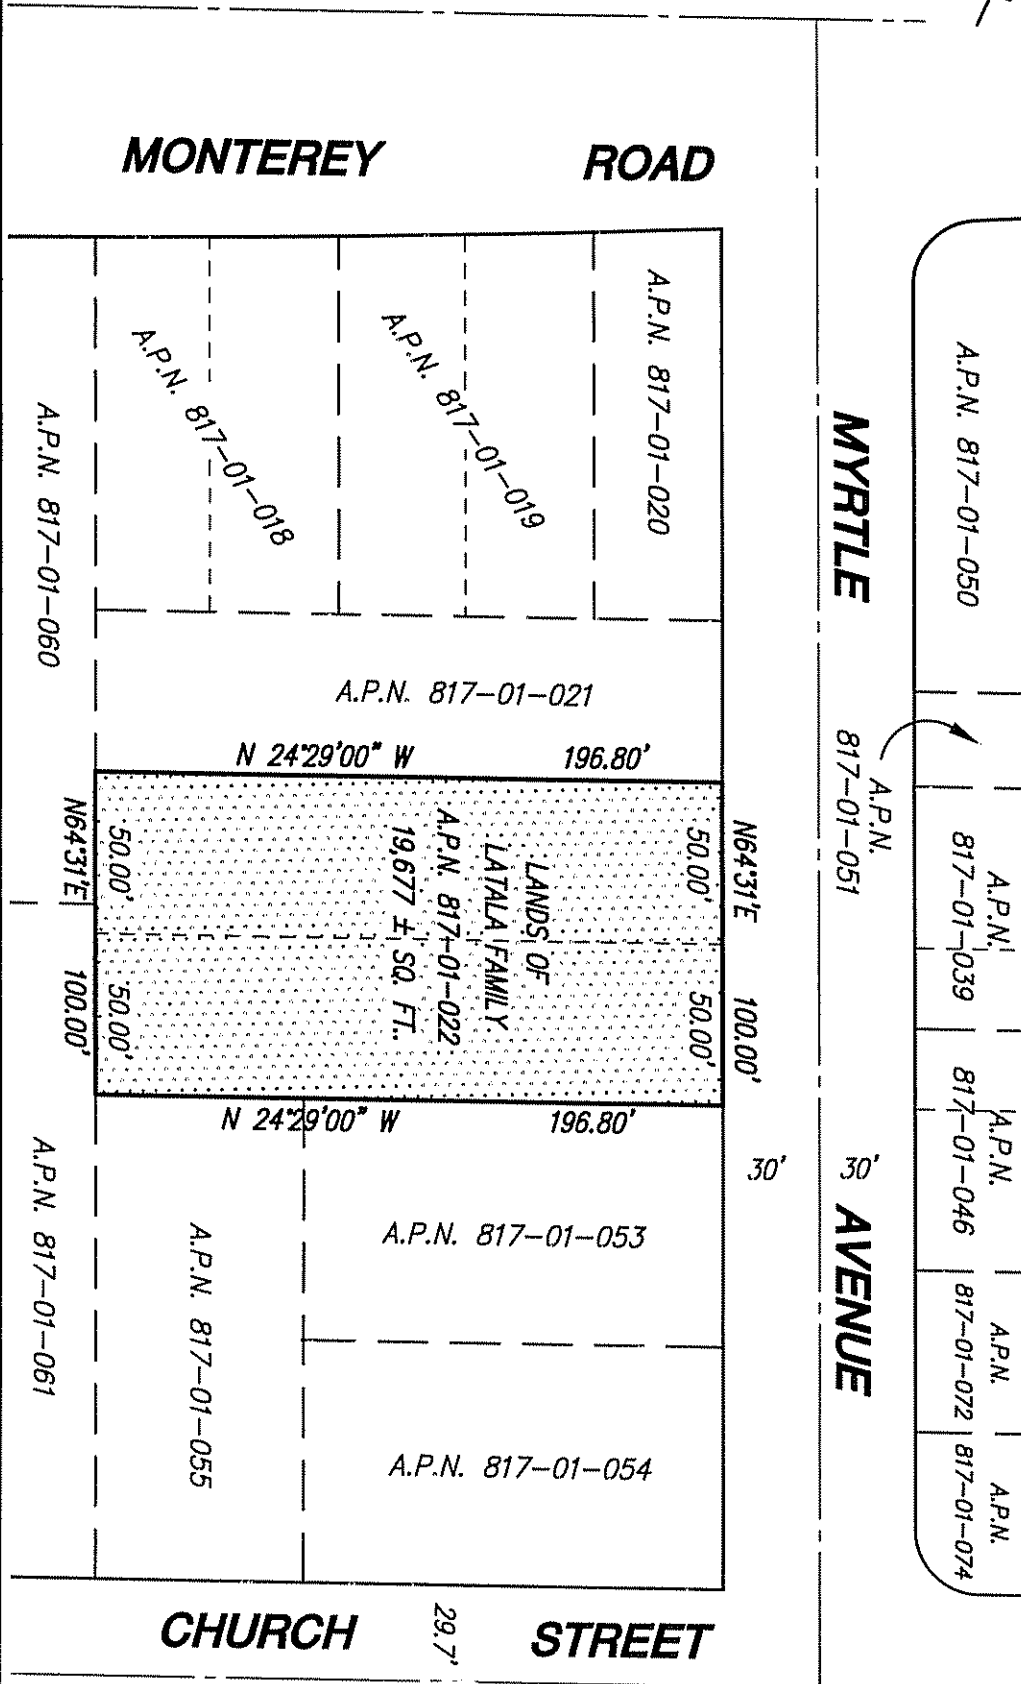 MONTEREY ROAD
A.P.N. 817-01-018
A.P.N. 817-01-019
A.P.N. 817-01-020
A.P.N. 817-01-060
A.P.N. 817-01-021
MYRTLE AVENUE
A.P.N. 817-01-050
A.P.N.
817-01-051
A.P.N.
817-01-039
A.P.N.
817-01-046
A.P.N.
817-01-072
A.P.N.
817-01-074
N 24°29'00" W 196.80'
N64°31'E 100.00'
50.00' 50.00'
LANDS OF
LATALA FAMILY
A.P.N. 817-01-022
19,677 ± SQ. FT.
50.00' 50.00'
N64°31'E 100.00'
N 24°29'00" W 196.80'
30' 30'
A.P.N. 817-01-053
A.P.N. 817-01-054
A.P.N. 817-01-055
A.P.N. 817-01-061
CHURCH STREET
29.7'